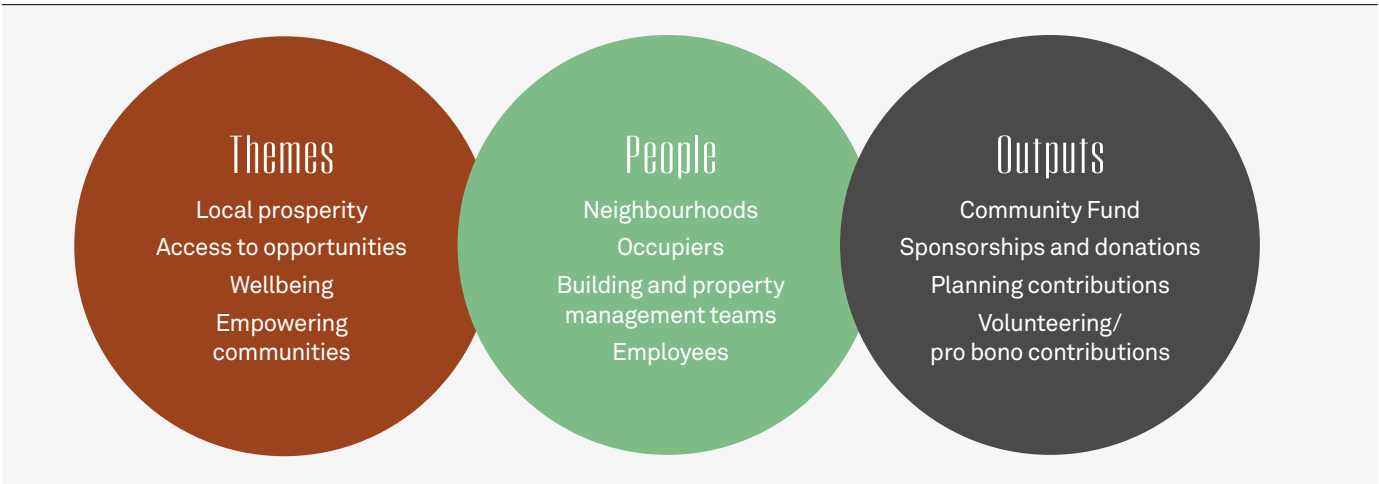 Themes
Local prosperity
Access to opportunities
Wellbeing
Empowering
communities
People
Neighbourhoods
Occupiers
Building and property
management teams
Employees
Outputs
Community Fund
Sponsorships and donations
Planning contributions
Volunteering/
pro bono contributions